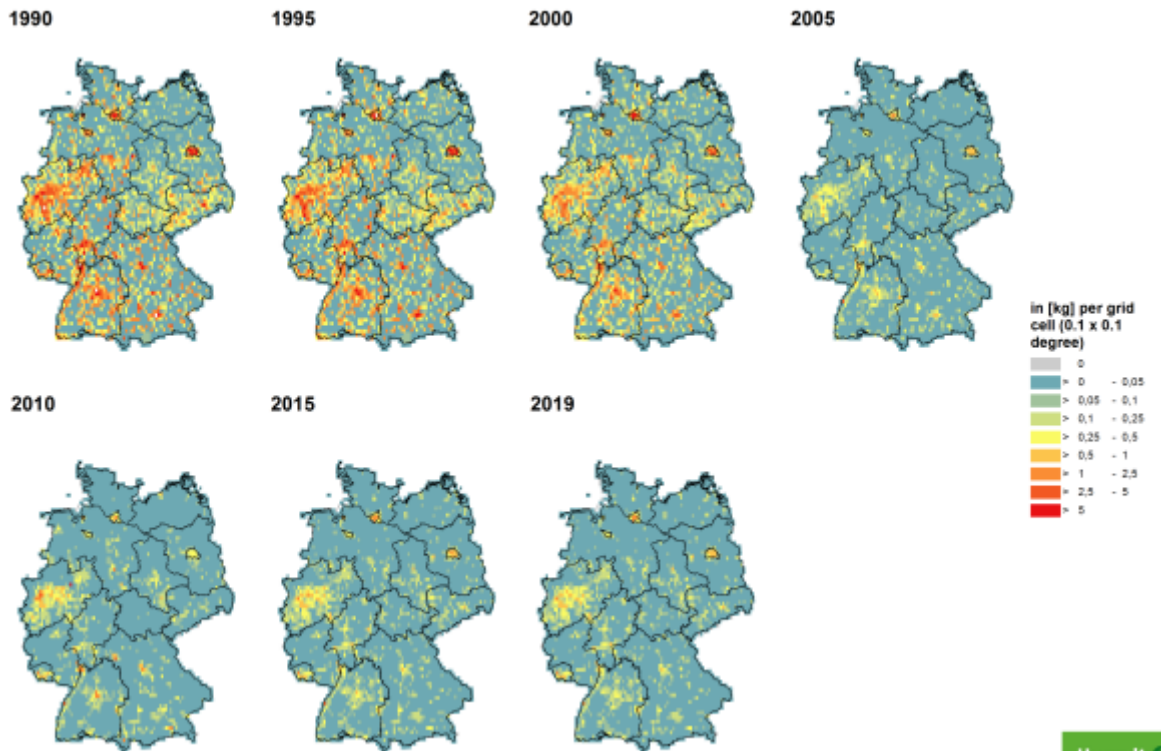 1990
1995
2000
2005
in [kg] per grid
cell (0.1 x 0.1
degree)
0
> 0 - 0,05
> 0,05 - 0,1
> 0,1 - 0,25
> 0,25 - 0,5
> 0,5 - 1
> 1 - 2,5
> 2,5 - 5
> 5
2010
2015
2019